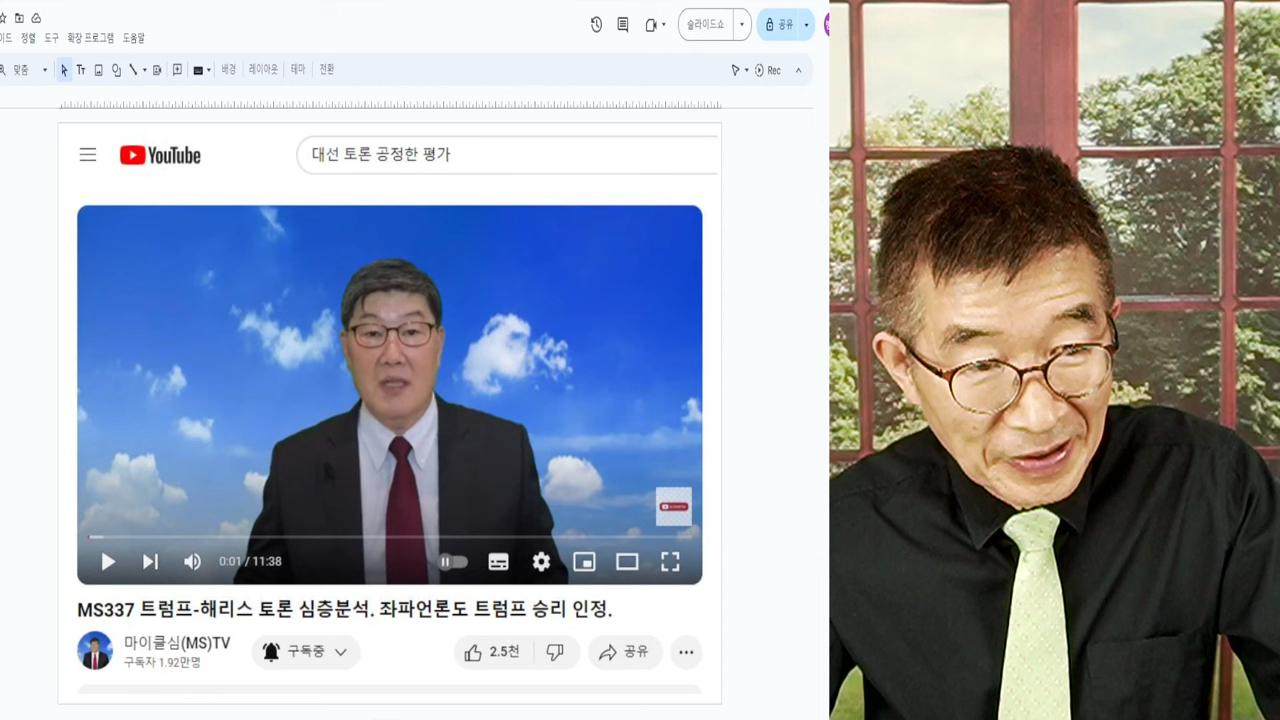 슬라이드쇼
공유
이드 정렬 도구 확장 프로그램 도움말
맞춤
배경 레이아웃 테마 전환
Rec
YouTube
대선 토론 공정한 평가
0:01 / 11:38
MS337 트럼프-해리스 토론 심층분석. 좌파언론도 트럼프 승리 인정.
마이클심(MS)TV
구독자 1.92만명
구독중
2.5천
공유